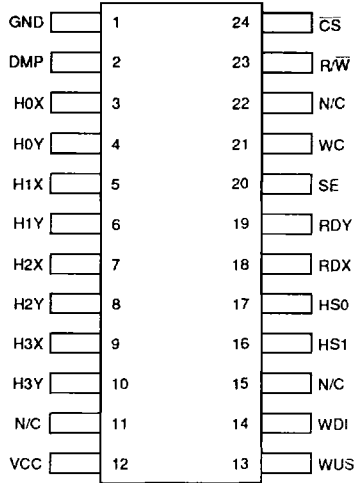 GND 1 24 C̅S̅
DMP 2 23 R/W̅
H0X 3 22 N/C
H0Y 4 21 WC
H1X 5 20 SE
H1Y 6 19 RDY
H2X 7 18 RDX
H2Y 8 17 HS0
H3X 9 16 HS1
H3Y 10 15 N/C
N/C 11 14 WDI
VCC 12 13 WUS